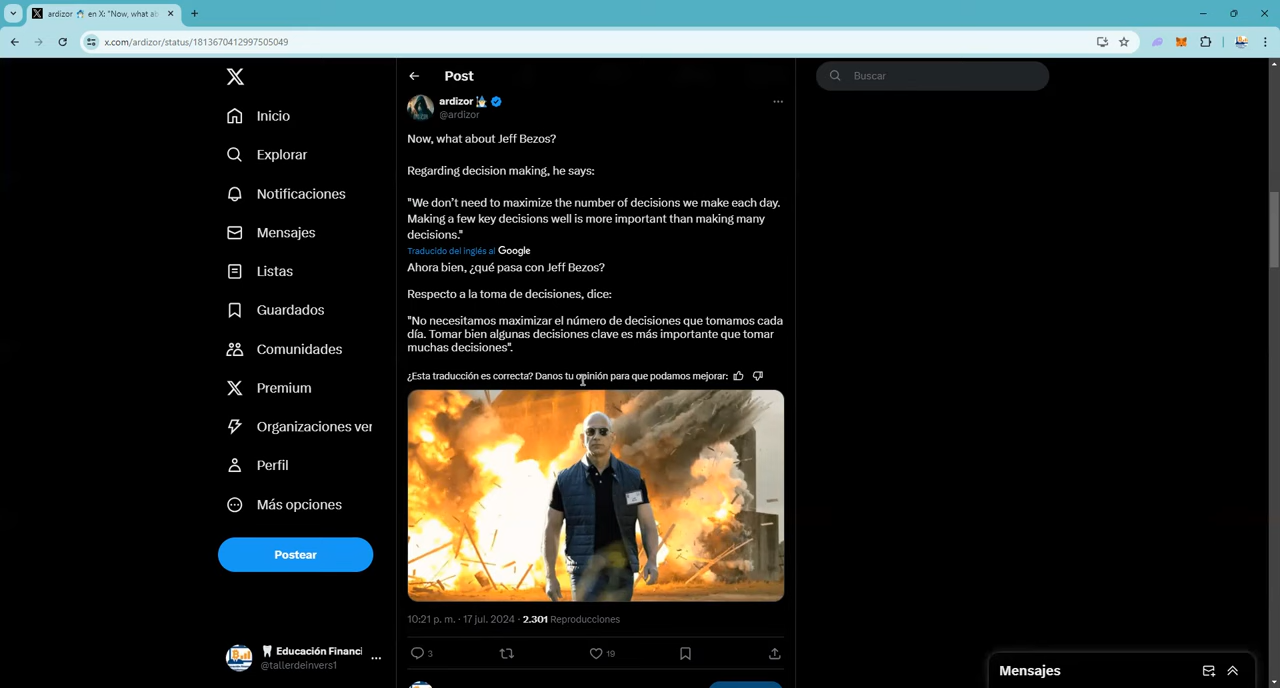 ardizor en X: "Now, what ab
x.com/ardizor/status/1813670412997505049
Inicio
Explorar
Notificaciones
Mensajes
Listas
Guardados
Comunidades
Premium
Organizaciones ver
Perfil
Más opciones
Postear
Educación Financi
@tallerdeinvers1
Post
ardizor
@ardizor
Now, what about Jeff Bezos?
Regarding decision making, he says:
"We don't need to maximize the number of decisions we make each day.
Making a few key decisions well is more important than making many
decisions."
Traducido del inglés al Google
Ahora bien, ¿qué pasa con Jeff Bezos?
Respecto a la toma de decisiones, dice:
"No necesitamos maximizar el número de decisiones que tomamos cada
día. Tomar bien algunas decisiones clave es más importante que tomar
muchas decisiones".
¿Esta traducción es correcta? Danos tu opinión para que podamos mejorar:
10:21 p. m. · 17 jul. 2024 · 2.301 Reproducciones
3
19
Buscar
Mensajes